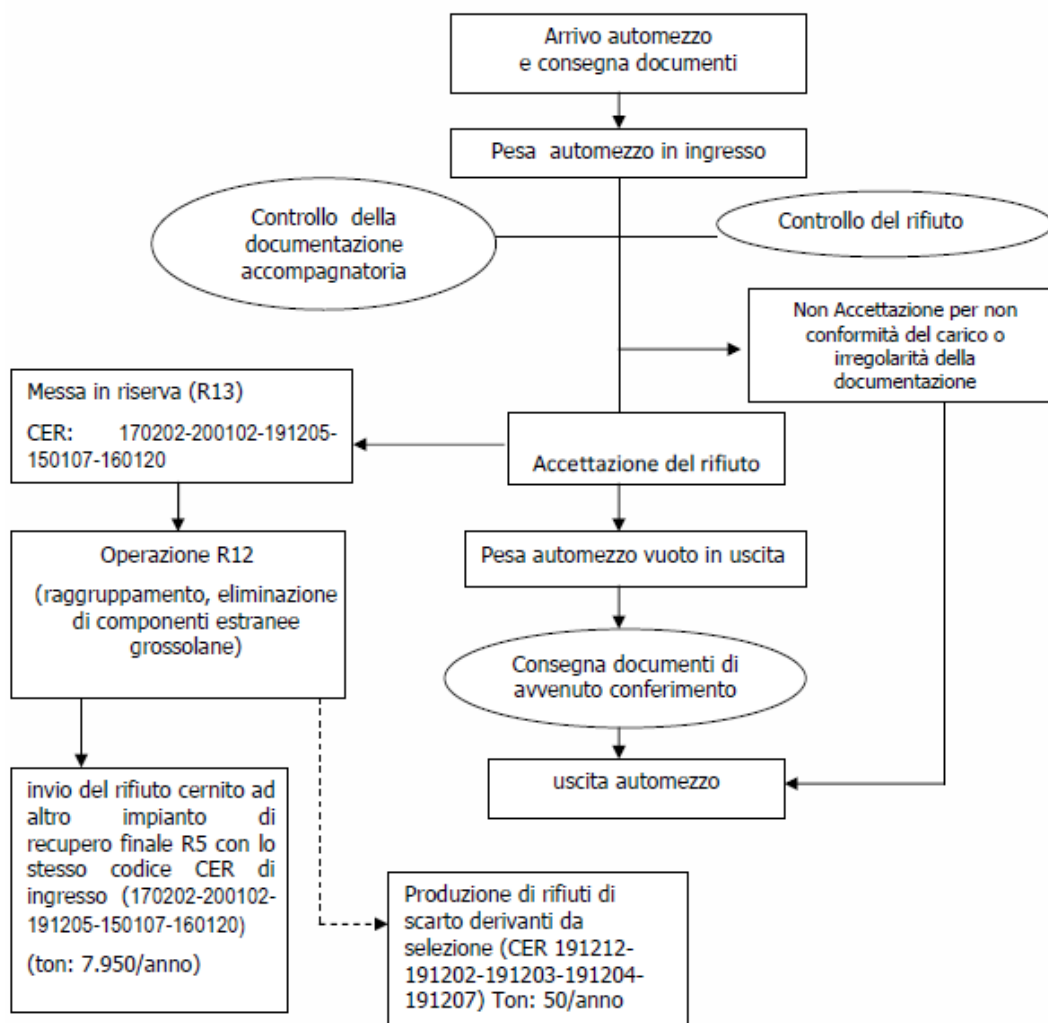 Arrivo automezzo
e consegna documenti
Pesa automezzo in ingresso
Controllo della
documentazione
accompagnatoria
Controllo del rifiuto
Non Accettazione per non
conformità del carico o
irregolarità della
documentazione
Messa in riserva (R13)
CER: 170202-200102-191205-
150107-160120
Accettazione del rifiuto
Operazione R12
(raggruppamento, eliminazione
di componenti estranee
grossolane)
Pesa automezzo vuoto in uscita
Consegna documenti di
avvenuto conferimento
uscita automezzo
invio del rifiuto cernito ad
altro impianto di
recupero finale R5 con lo
stesso codice CER di
ingresso (170202-200102-
191205-150107-160120)
(ton: 7.950/anno)
Produzione di rifiuti di
scarto derivanti da
selezione (CER 191212-
191202-191203-191204-
191207) Ton: 50/anno